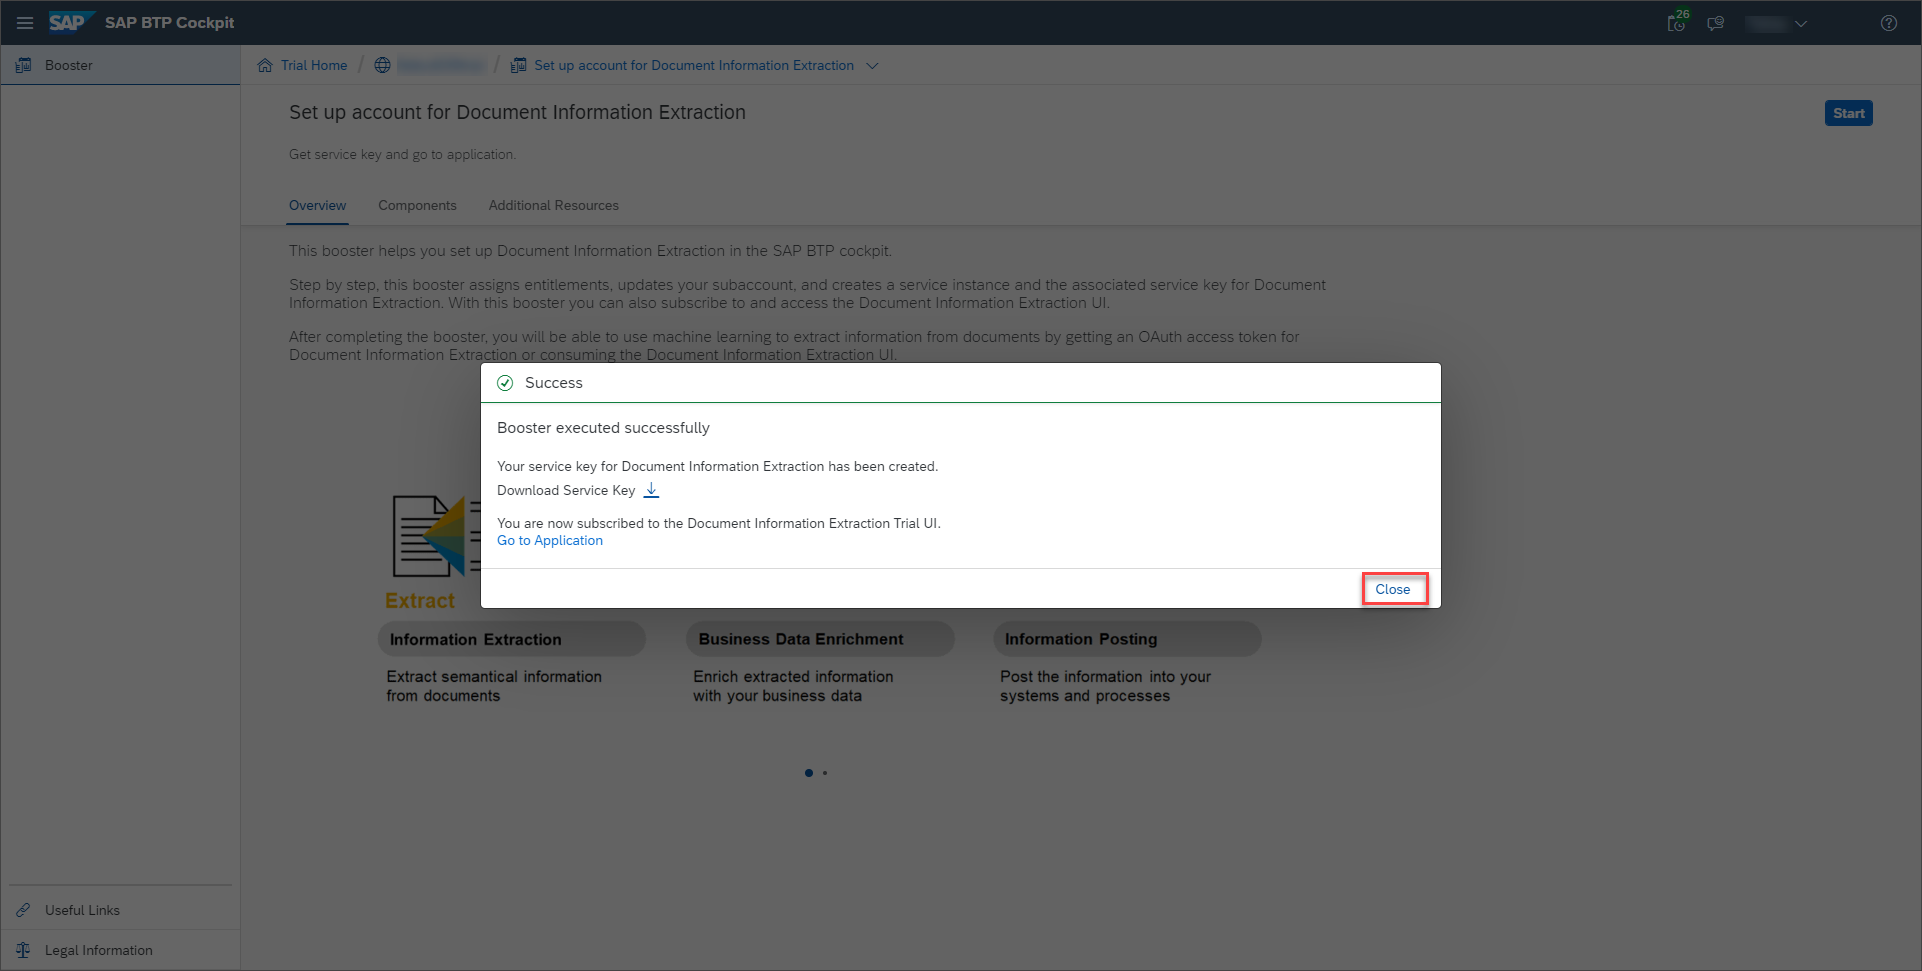 SAP
SAP BTP Cockpit
26
Booster
Trial Home
/
/
Set up account for Document Information Extraction
Set up account for Document Information Extraction
Start
Get service key and go to application.
Overview
Components
Additional Resources
This booster helps you set up Document Information Extraction in the SAP BTP cockpit.
Step by step, this booster assigns entitlements, updates your subaccount, and creates a service instance and the associated service key for Document
Information Extraction. With this booster you can also subscribe to and access the Document Information Extraction UI.
After completing the booster, you will be able to use machine learning to extract information from documents by getting an OAuth access token for
Document Information Extraction or consuming the Document Information Extraction UI.
Success
Booster executed successfully
Your service key for Document Information Extraction has been created.
Download Service Key
You are now subscribed to the Document Information Extraction Trial UI.
Go to Application
Close
Extract
Information Extraction
Extract semantical information
from documents
Business Data Enrichment
Enrich extracted information
with your business data
Information Posting
Post the information into your
systems and processes
Useful Links
Legal Information